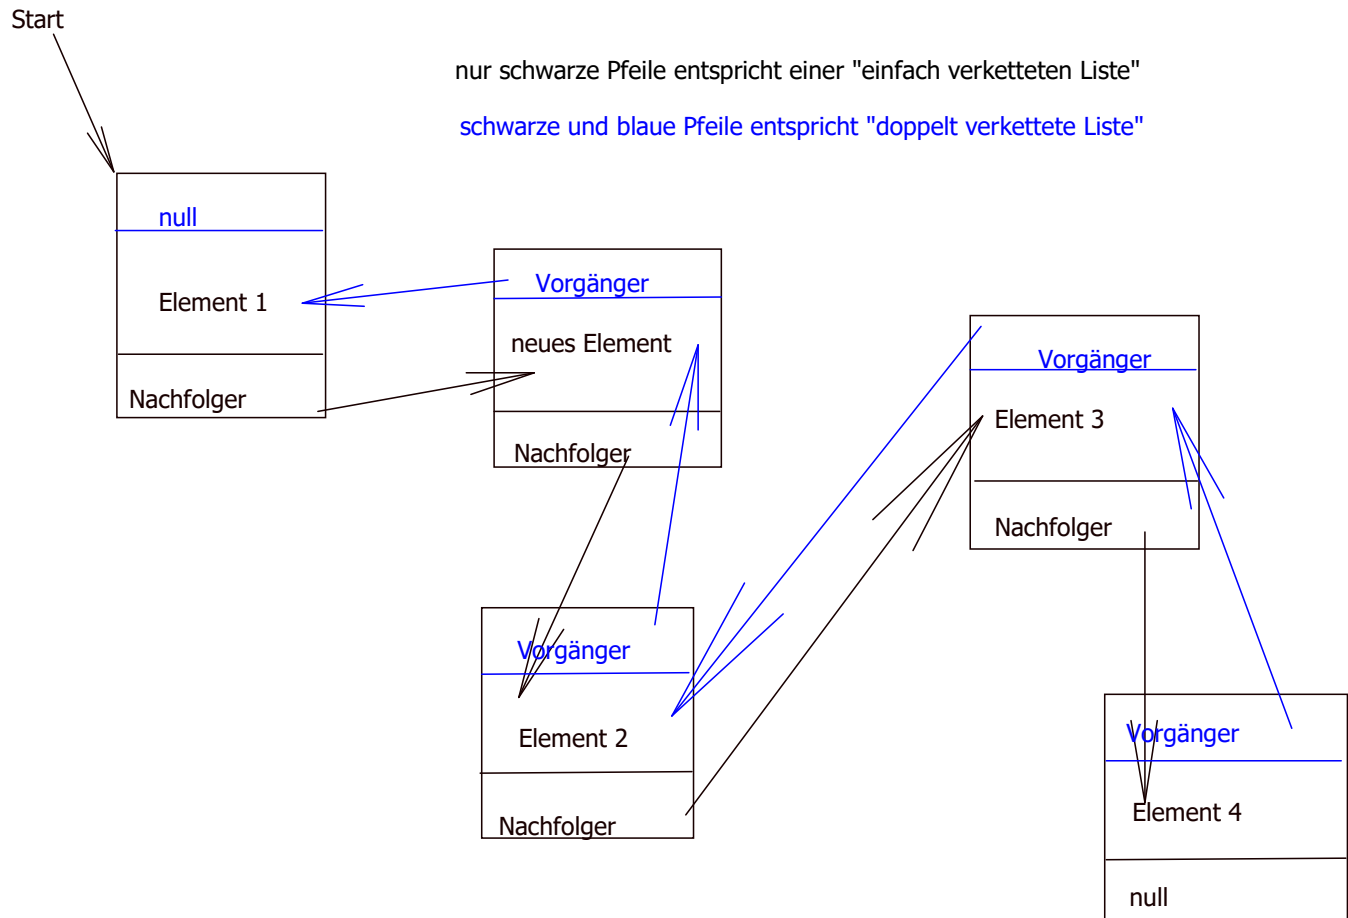 Start
nur schwarze Pfeile entspricht einer "einfach verketteten Liste"
schwarze und blaue Pfeile entspricht "doppelt verkettete Liste"
null
Element 1
Nachfolger
Vorgänger
neues Element
Nachfolger
Vorgänger
Element 2
Nachfolger
Vorgänger
Element 3
Nachfolger
Vorgänger
Element 4
null